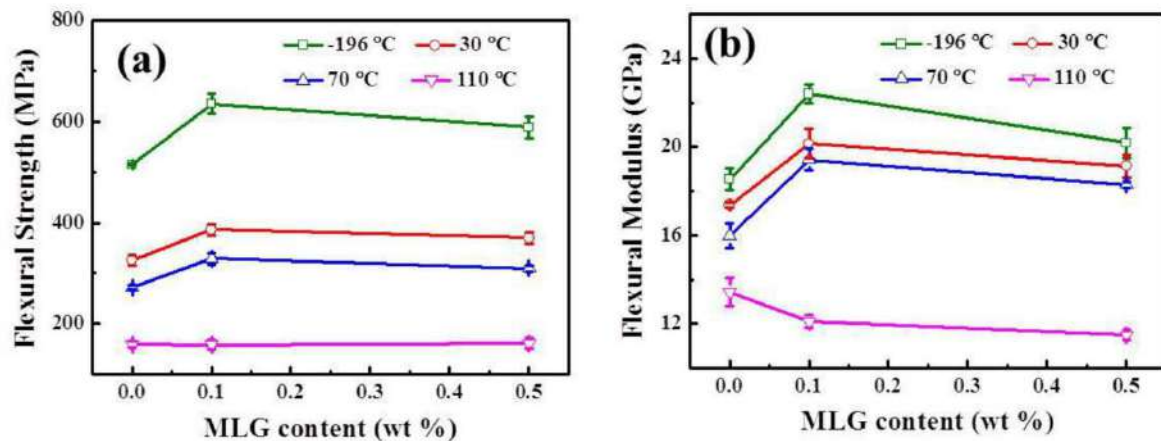 (a)
-196 °C
30 °C
70 °C
110 °C
Flexural Strength (MPa)
800
600
400
200
0.0 0.1 0.2 0.3 0.4 0.5
MLG content (wt %)
(b)
-196 °C
30 °C
70 °C
110 °C
Flexural Modulus (GPa)
24
20
16
12
0.0 0.1 0.2 0.3 0.4 0.5
MLG content (wt %)